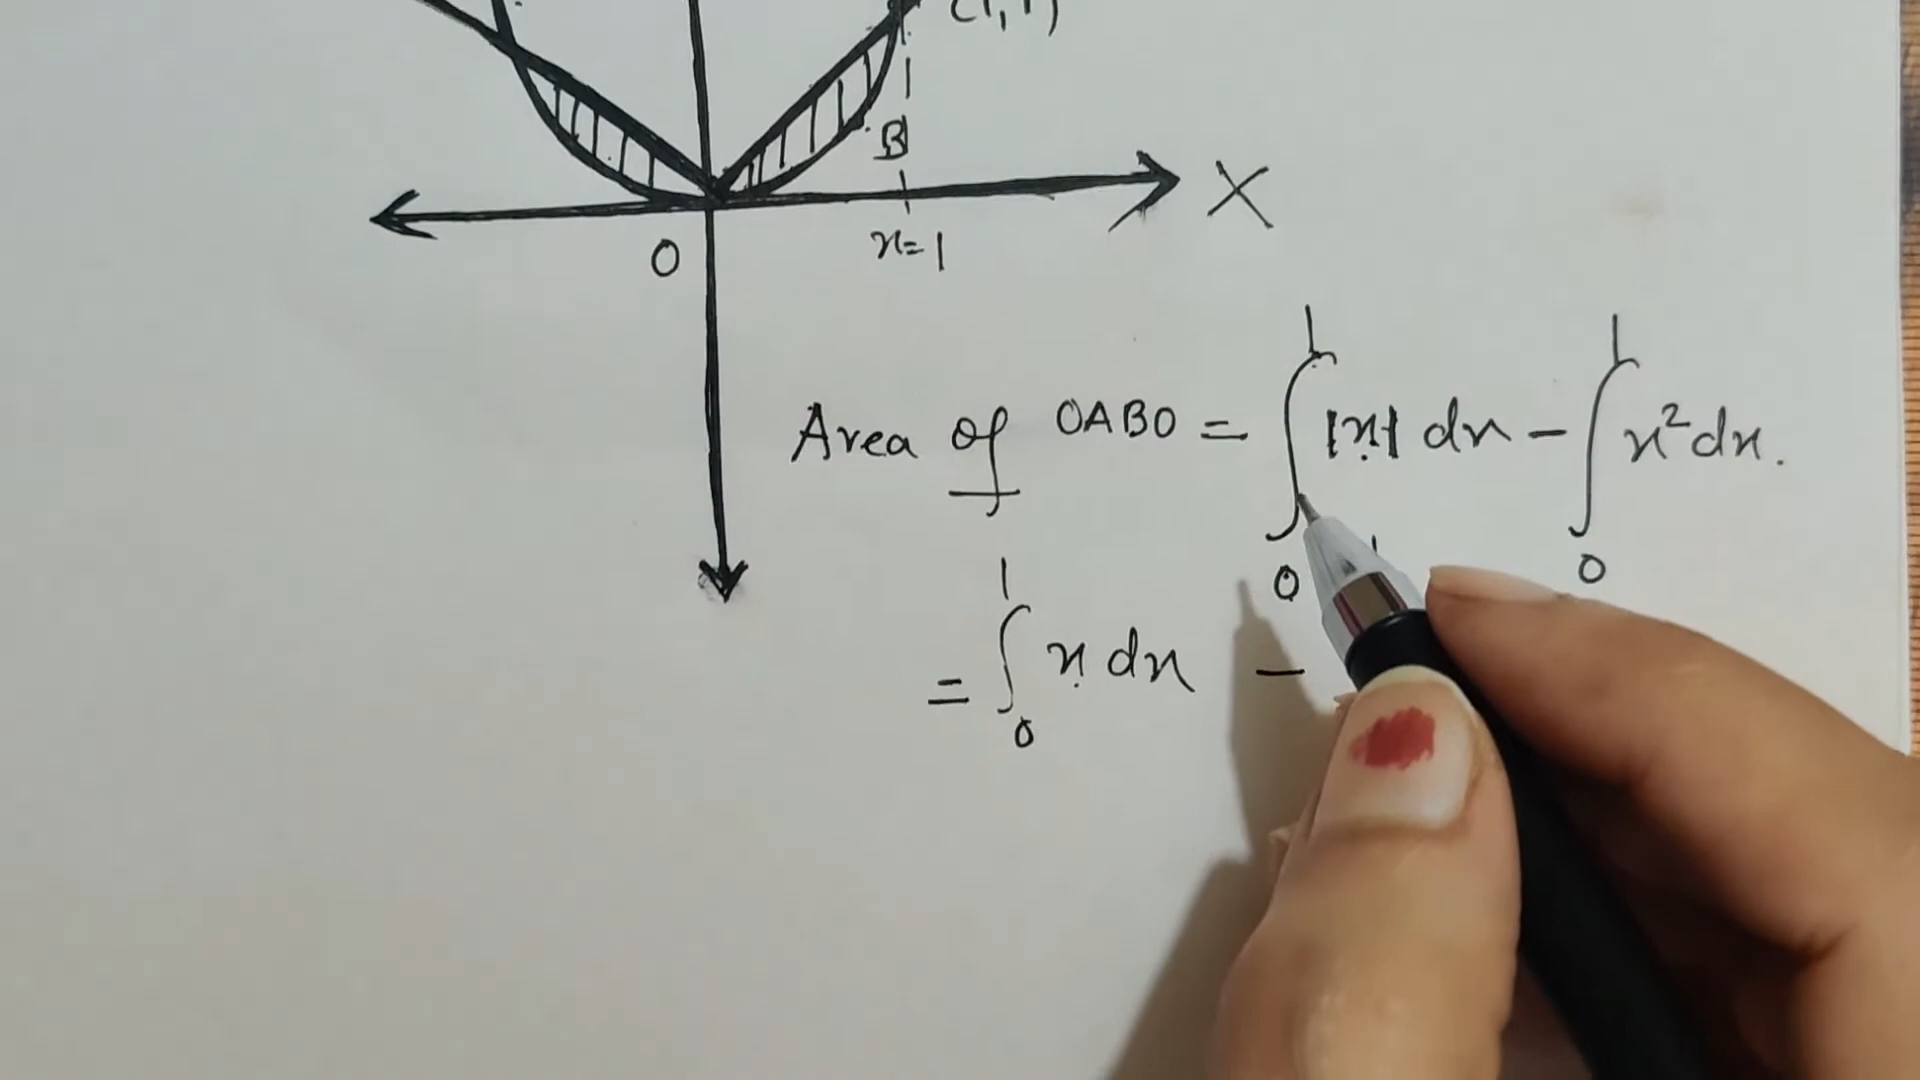 (1,1)
B
X
O
x=1
Area of OABO = ∫₀¹ |x| dx - ∫₀¹ x² dx.
= ∫₀¹ x dx -